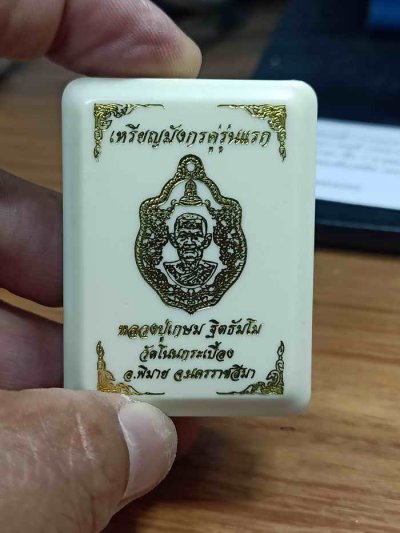 เหรียญมังกรคู่รุ่นแรก
หลวงปู่เกษม ฐิตธัมโม
วัดโนนกระเบื้อง
อ.พิมาย จ.นครราชสีมา